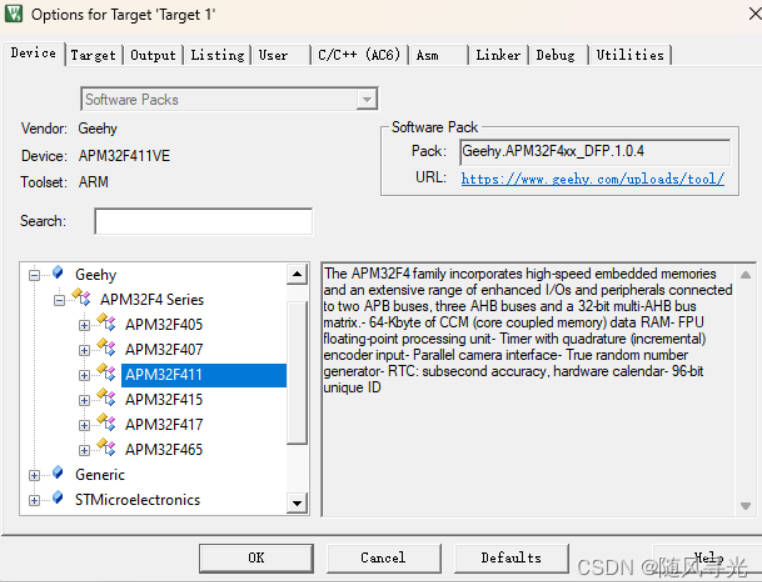 Options for Target 'Target 1'
Device Target Output Listing User C/C++ (AC6) Asm Linker Debug Utilities
Software Packs
Vendor: Geehy
Device: APM32F411VE
Toolset: ARM
Search:
Software Pack
Pack: Geehy.APM32F4xx_DFP.1.0.4
URL: https://www.geehy.com/uploads/tool/
Geehy
APM32F4 Series
APM32F405
APM32F407
APM32F411
APM32F415
APM32F417
APM32F465
Generic
STMicroelectronics
The APM32F4 family incorporates high-speed embedded memories
and an extensive range of enhanced I/Os and peripherals connected
to two APB buses, three AHB buses and a 32-bit multi-AHB bus
matrix.- 64-Kbyte of CCM (core coupled memory) data RAM- FPU
floating-point processing unit- Timer with quadrature (incremental)
encoder input- Parallel camera interface- True random number
generator- RTC: subsecond accuracy, hardware calendar- 96-bit
unique ID
OK Cancel Defaults Help
CSDN @随风寻光